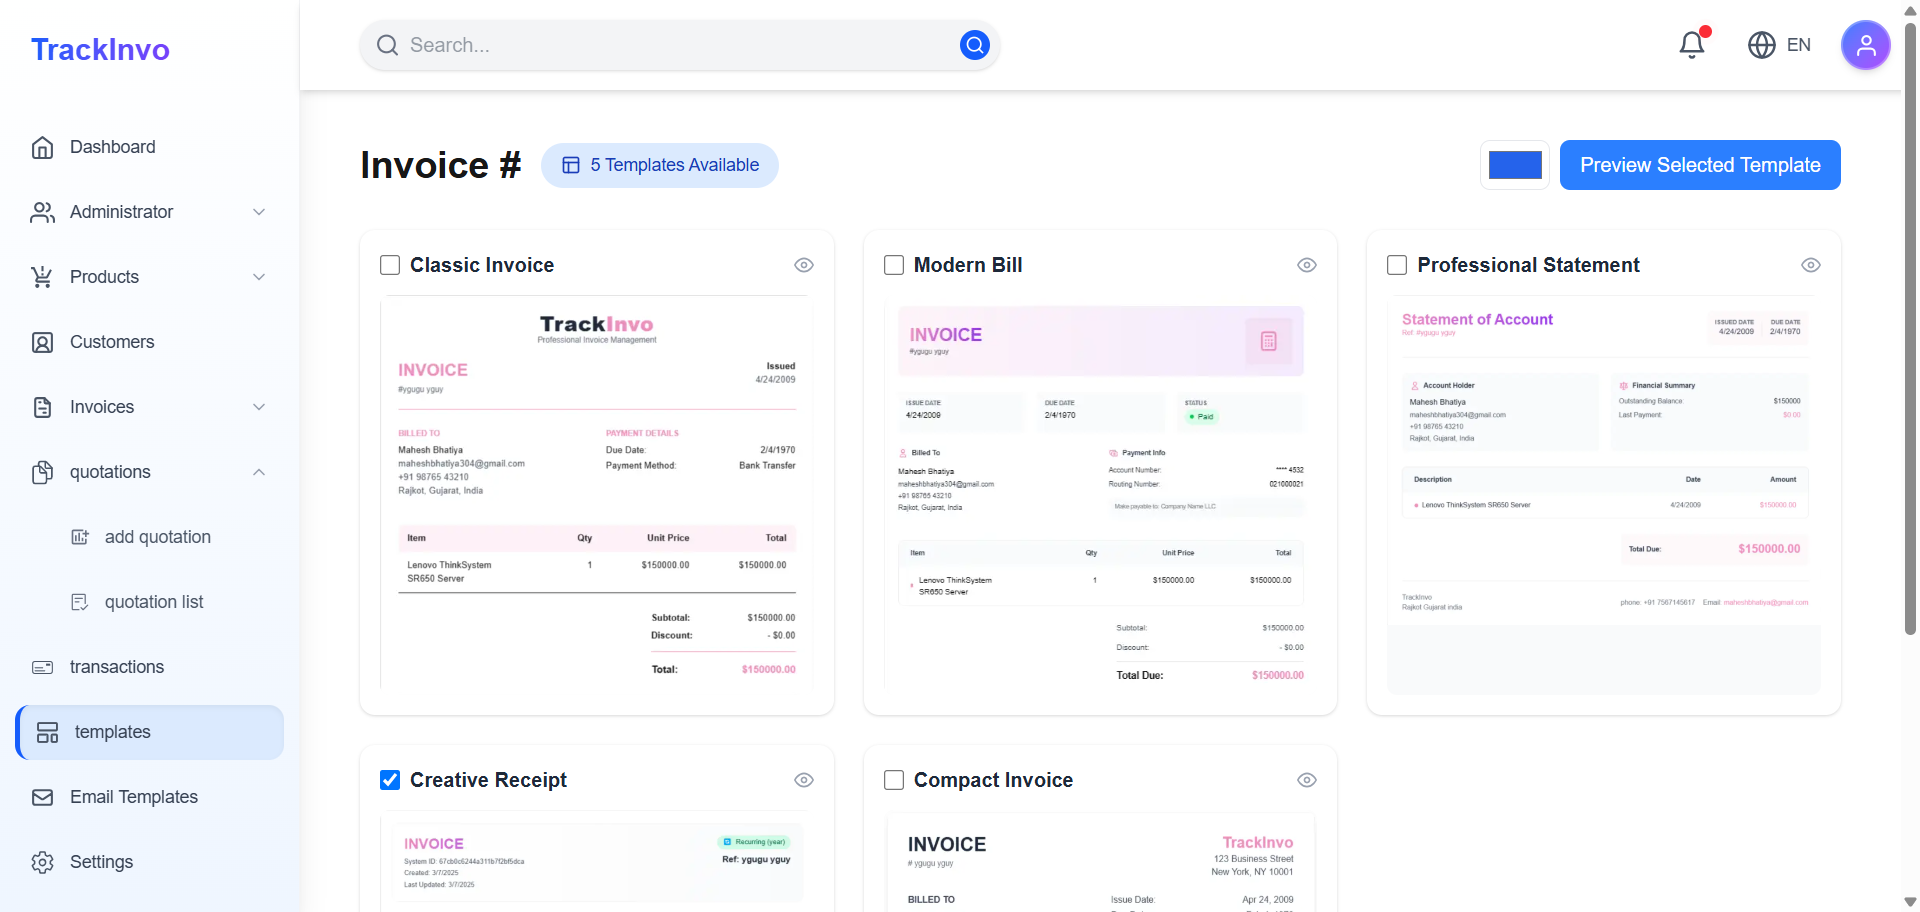 TrackInvo
Search...
EN
Dashboard
Administrator
Products
Customers
Invoices
quotations
add quotation
quotation list
transactions
templates
Email Templates
Settings
Invoice #
5 Templates Available
Preview Selected Template
Classic Invoice
TrackInvo
Professional Invoice Management
INVOICE
#ygugu yguy
Issued
4/24/2009
BILLED TO
Mahesh Bhatiya
maheshbhatiya304@gmail.com
+91 98765 43210
Rajkot, Gujarat, India
PAYMENT DETAILS
Due Date: 2/4/1970
Payment Method: Bank Transfer
Item Qty Unit Price Total
Lenovo ThinkSystem 1 $150000.00 $150000.00
SR650 Server
Subtotal: $150000.00
Discount: - $0.00
Total: $150000.00
Modern Bill
INVOICE
#ygugu yguy
ISSUE DATE
4/24/2009
DUE DATE
2/4/1970
STATUS
Paid
Billed To
Mahesh Bhatiya
maheshbhatiya304@gmail.com
+91 98765 43210
Rajkot, Gujarat, India
Payment Info
Account Number: **** 4532
Routing Number: 021000021
Make payable to: Company Name LLC
Item Qty Unit Price Total
Lenovo ThinkSystem 1 $150000.00 $150000.00
SR650 Server
Subtotal: $150000.00
Discount: - $0.00
Total Due: $150000.00
Professional Statement
Statement of Account
Ref: #ygugu yguy
ISSUED DATE
4/24/2009
DUE DATE
2/4/1970
Account Holder
Mahesh Bhatiya
maheshbhatiya304@gmail.com
+91 98765 43210
Rajkot, Gujarat, India
Financial Summary
Outstanding Balance: $150000
Last Payment: $0.00
Description Date Amount
Lenovo ThinkSystem SR650 Server 4/24/2009 $150000.00
Total Due: $150000.00
TrackInvo
Rajkot Gujarat india
phone: +91 7567145617 Email: maheshbhatiya@gmail.com
Creative Receipt
INVOICE
System ID: 67cb0c6244a311b7f2bf5dca
Created: 3/7/2025
Last Updated: 3/7/2025
Recurring (year)
Ref: ygugu yguy
Compact Invoice
INVOICE
# ygugu yguy
TrackInvo
123 Business Street
New York, NY 10001
BILLED TO
Issue Date: Apr 24, 2009